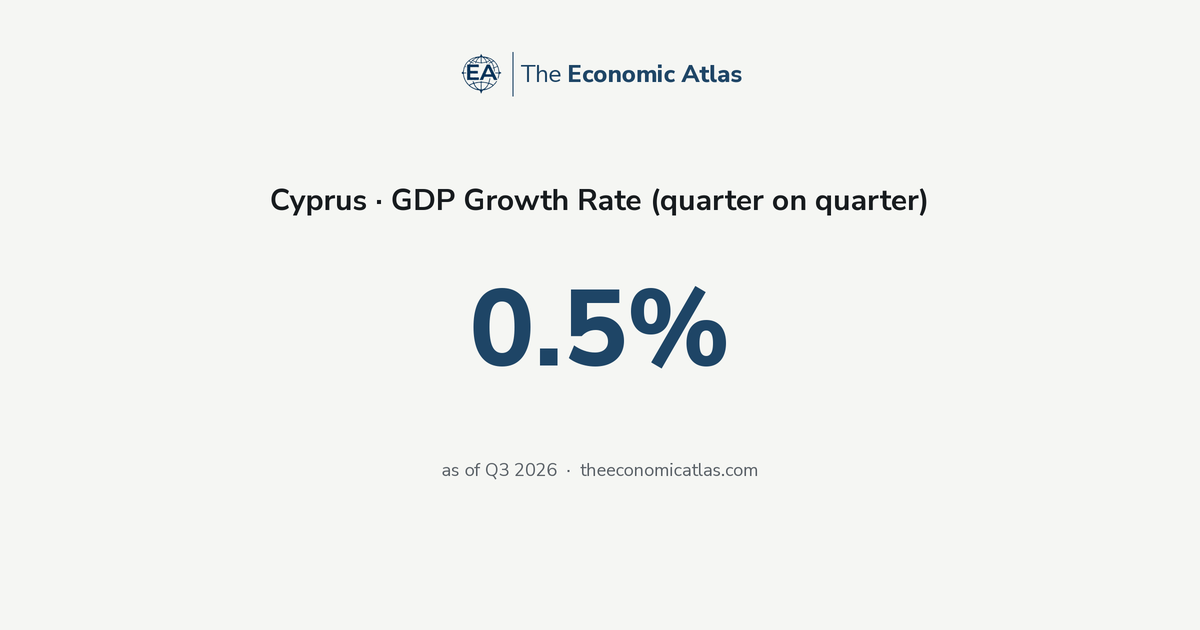 EA The Economic Atlas
Cyprus · GDP Growth Rate (quarter on quarter)
0.5%
as of Q3 2026 · theeconomicatlas.com